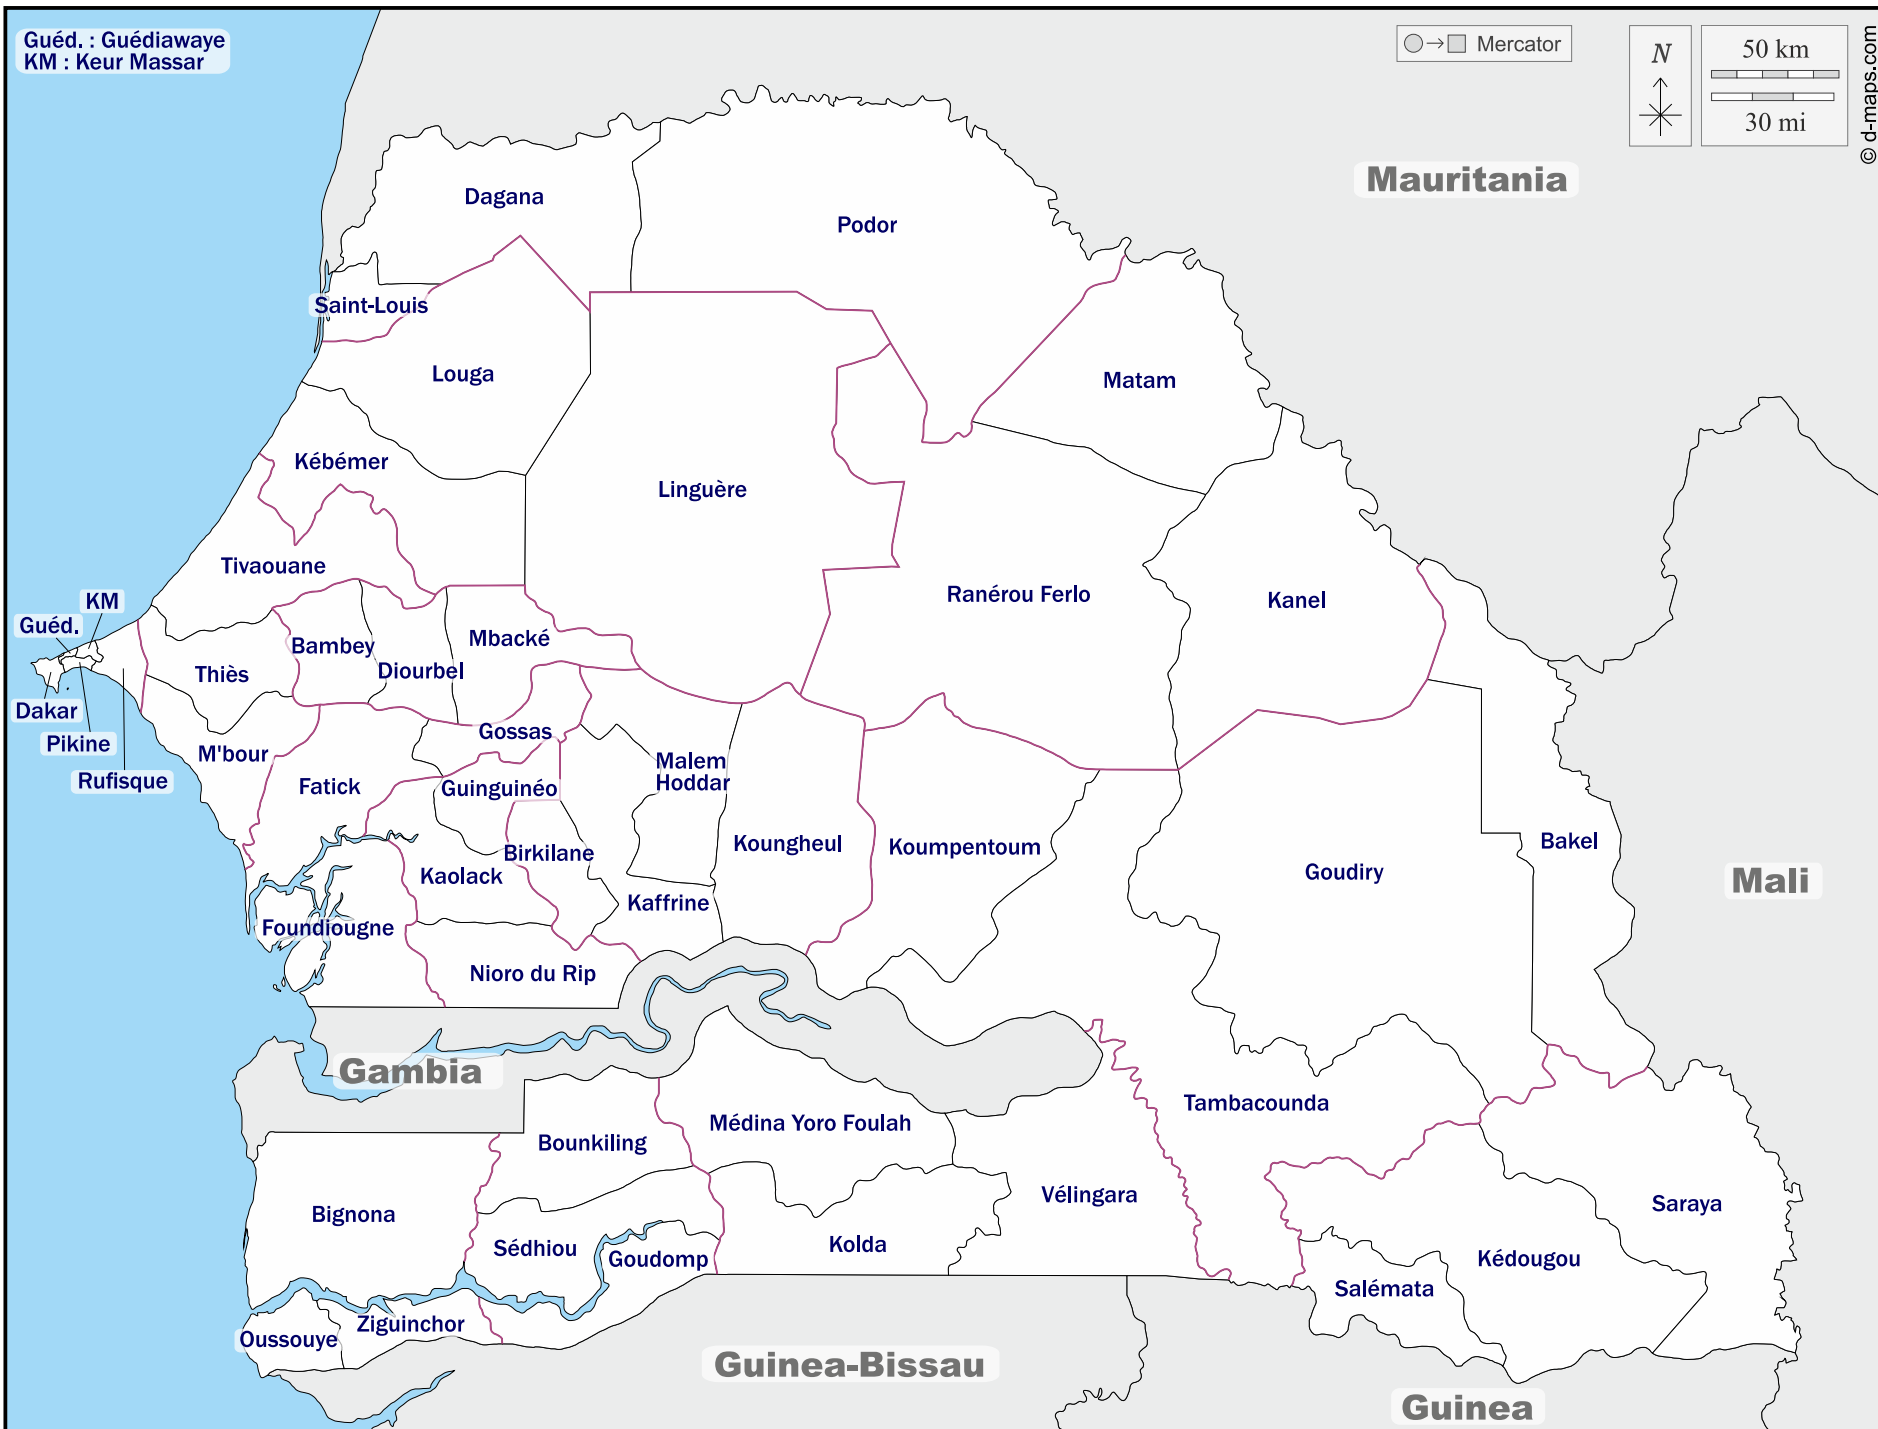 Guéd. : Guédiawaye
KM : Keur Massar
Mercator
N
50 km
30 mi
© d-maps.com
Mauritania
Dagana
Podor
Saint-Louis
Louga
Matam
Kébémer
Linguère
Tivaouane
Ranérou Ferlo
Kanel
KM
Guéd.
Bambey
Mbacké
Thiès
Diourbel
Dakar
Pikine
Rufisque
M'bour
Gossas
Fatick
Guinguinéo
Malem
Hoddar
Birkilane
Koungheul
Koumpentoum
Bakel
Goudiry
Mali
Kaolack
Kaffrine
Foundiougne
Nioro du Rip
Gambia
Tambacounda
Médina Yoro Foulah
Bounkiling
Vélingara
Saraya
Bignona
Sédhiou
Goudomp
Kolda
Kédougou
Salémata
Ziguinchor
Oussouye
Guinea-Bissau
Guinea